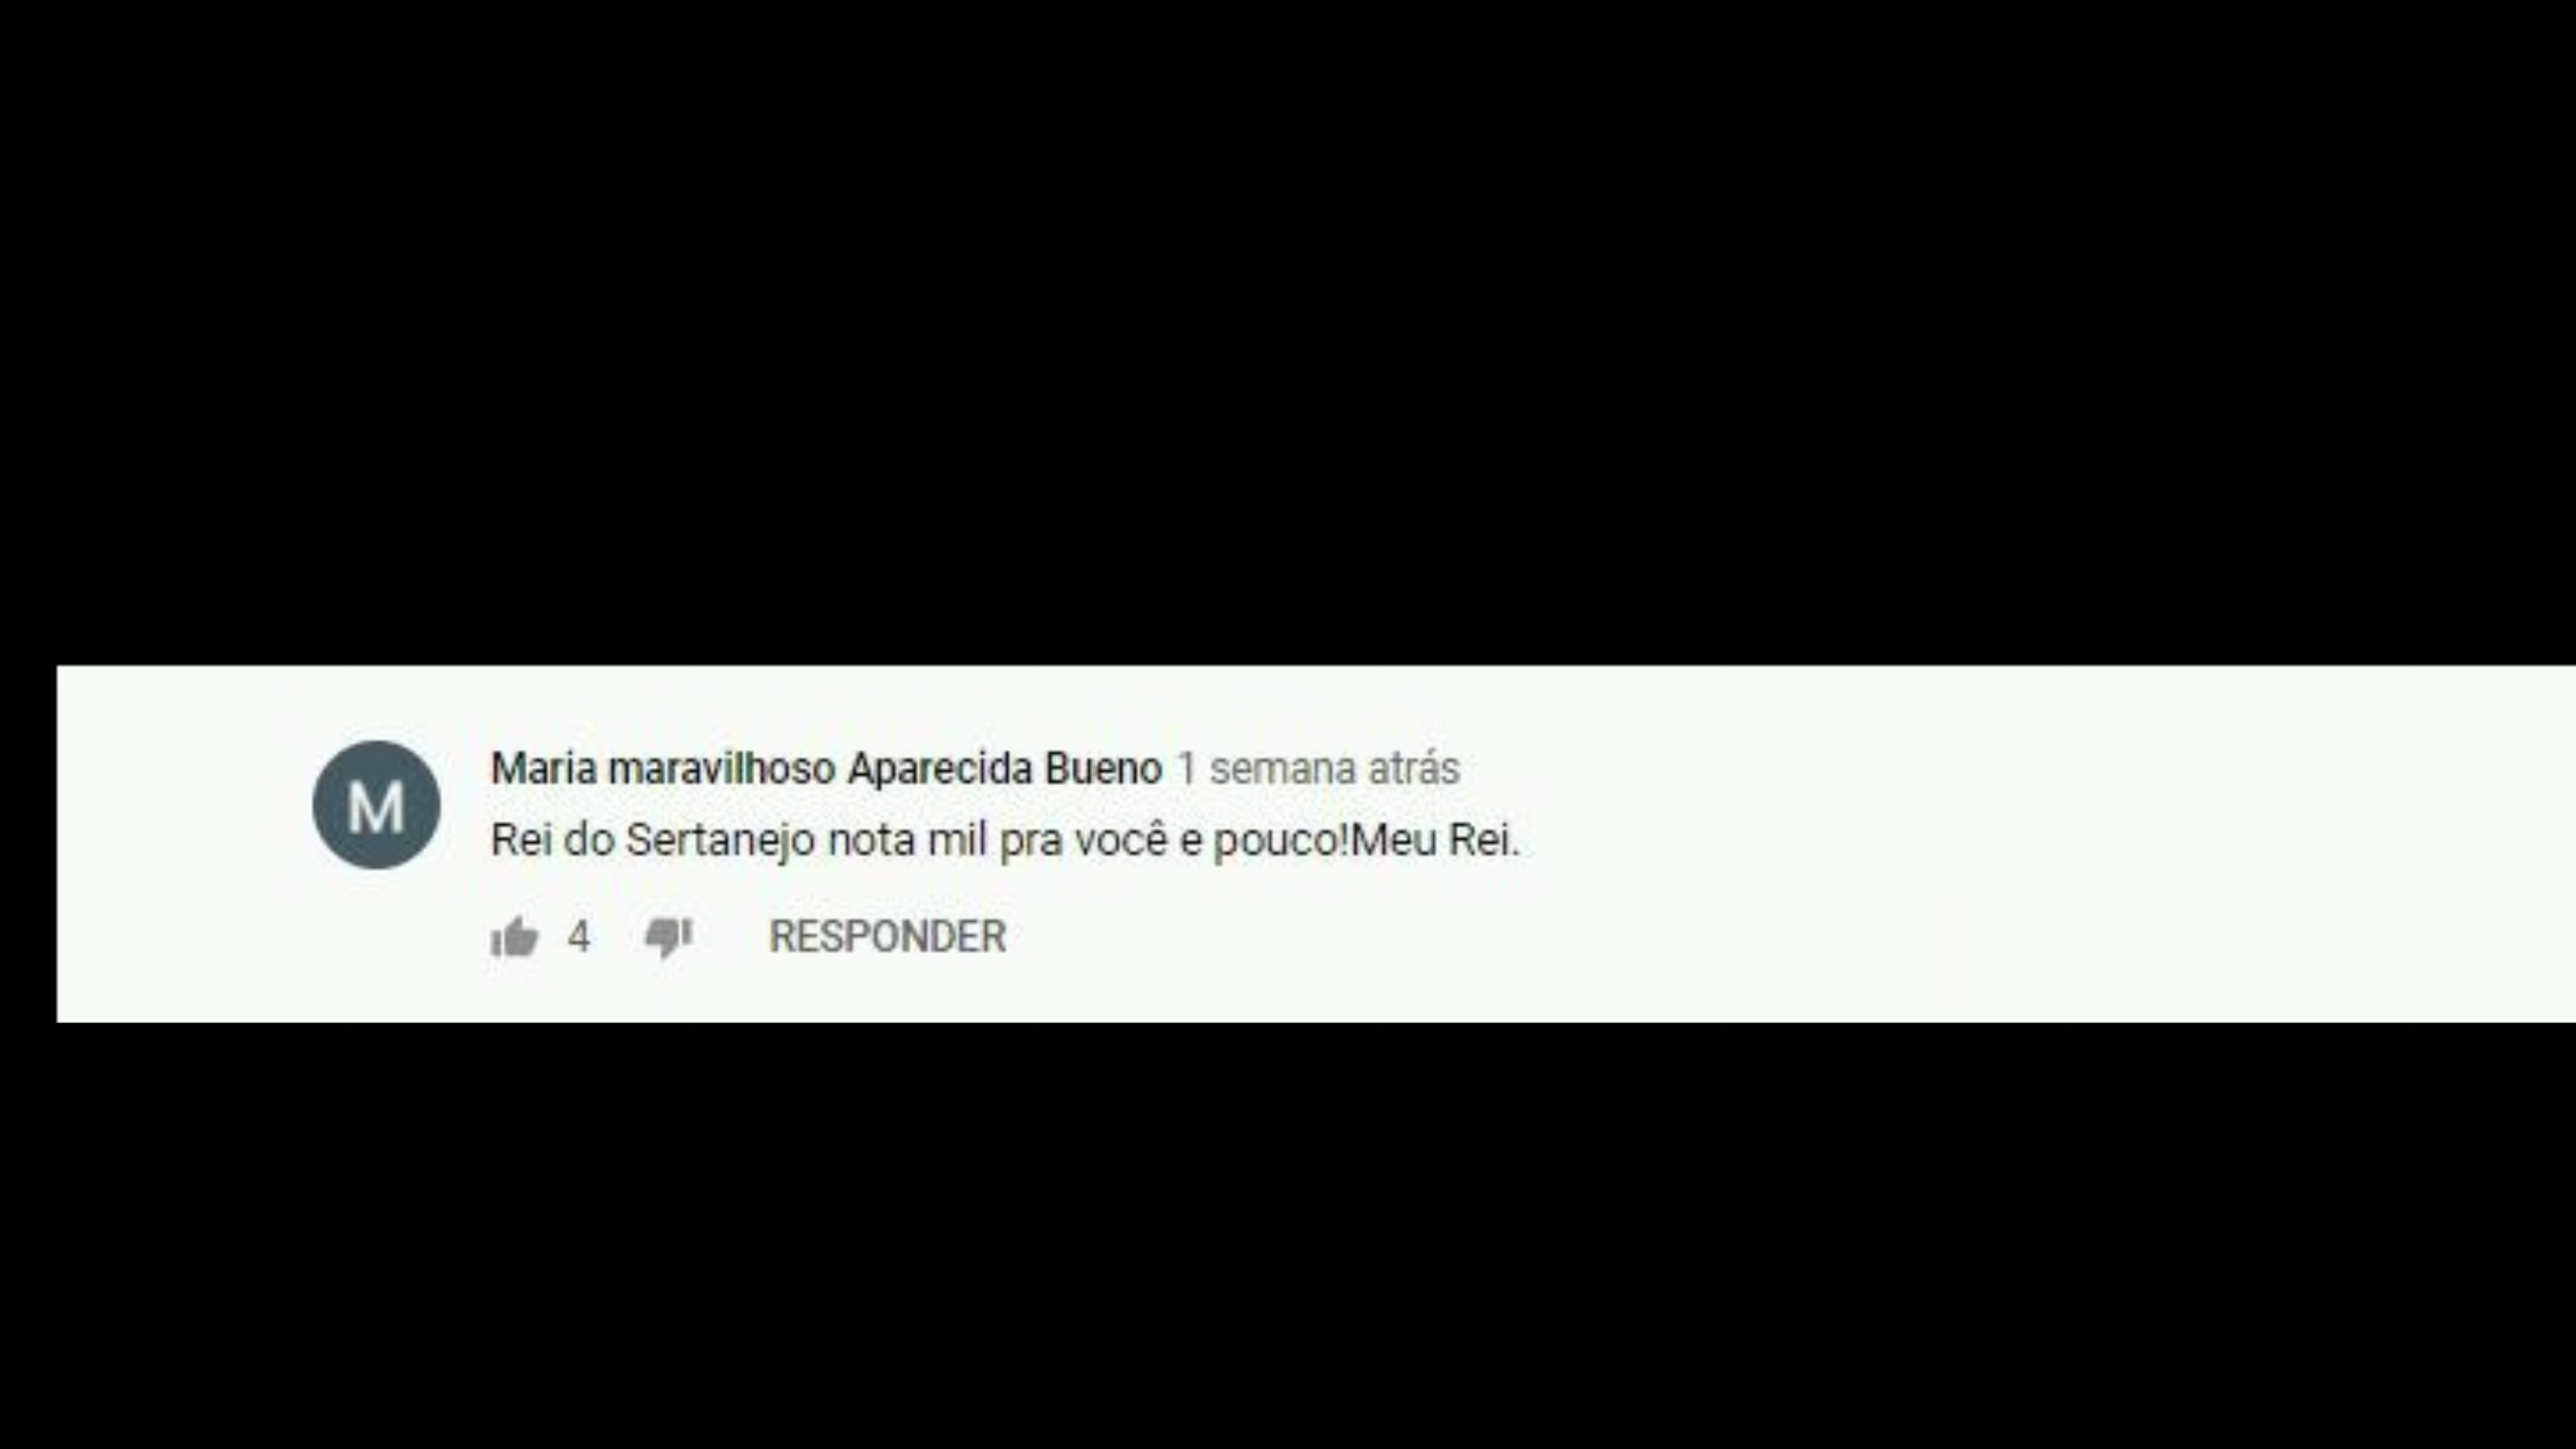 M
Maria maravilhoso Aparecida Bueno 1 semana atrás
Rei do Sertanejo nota mil pra você e pouco!Meu Rei.
4 RESPONDER